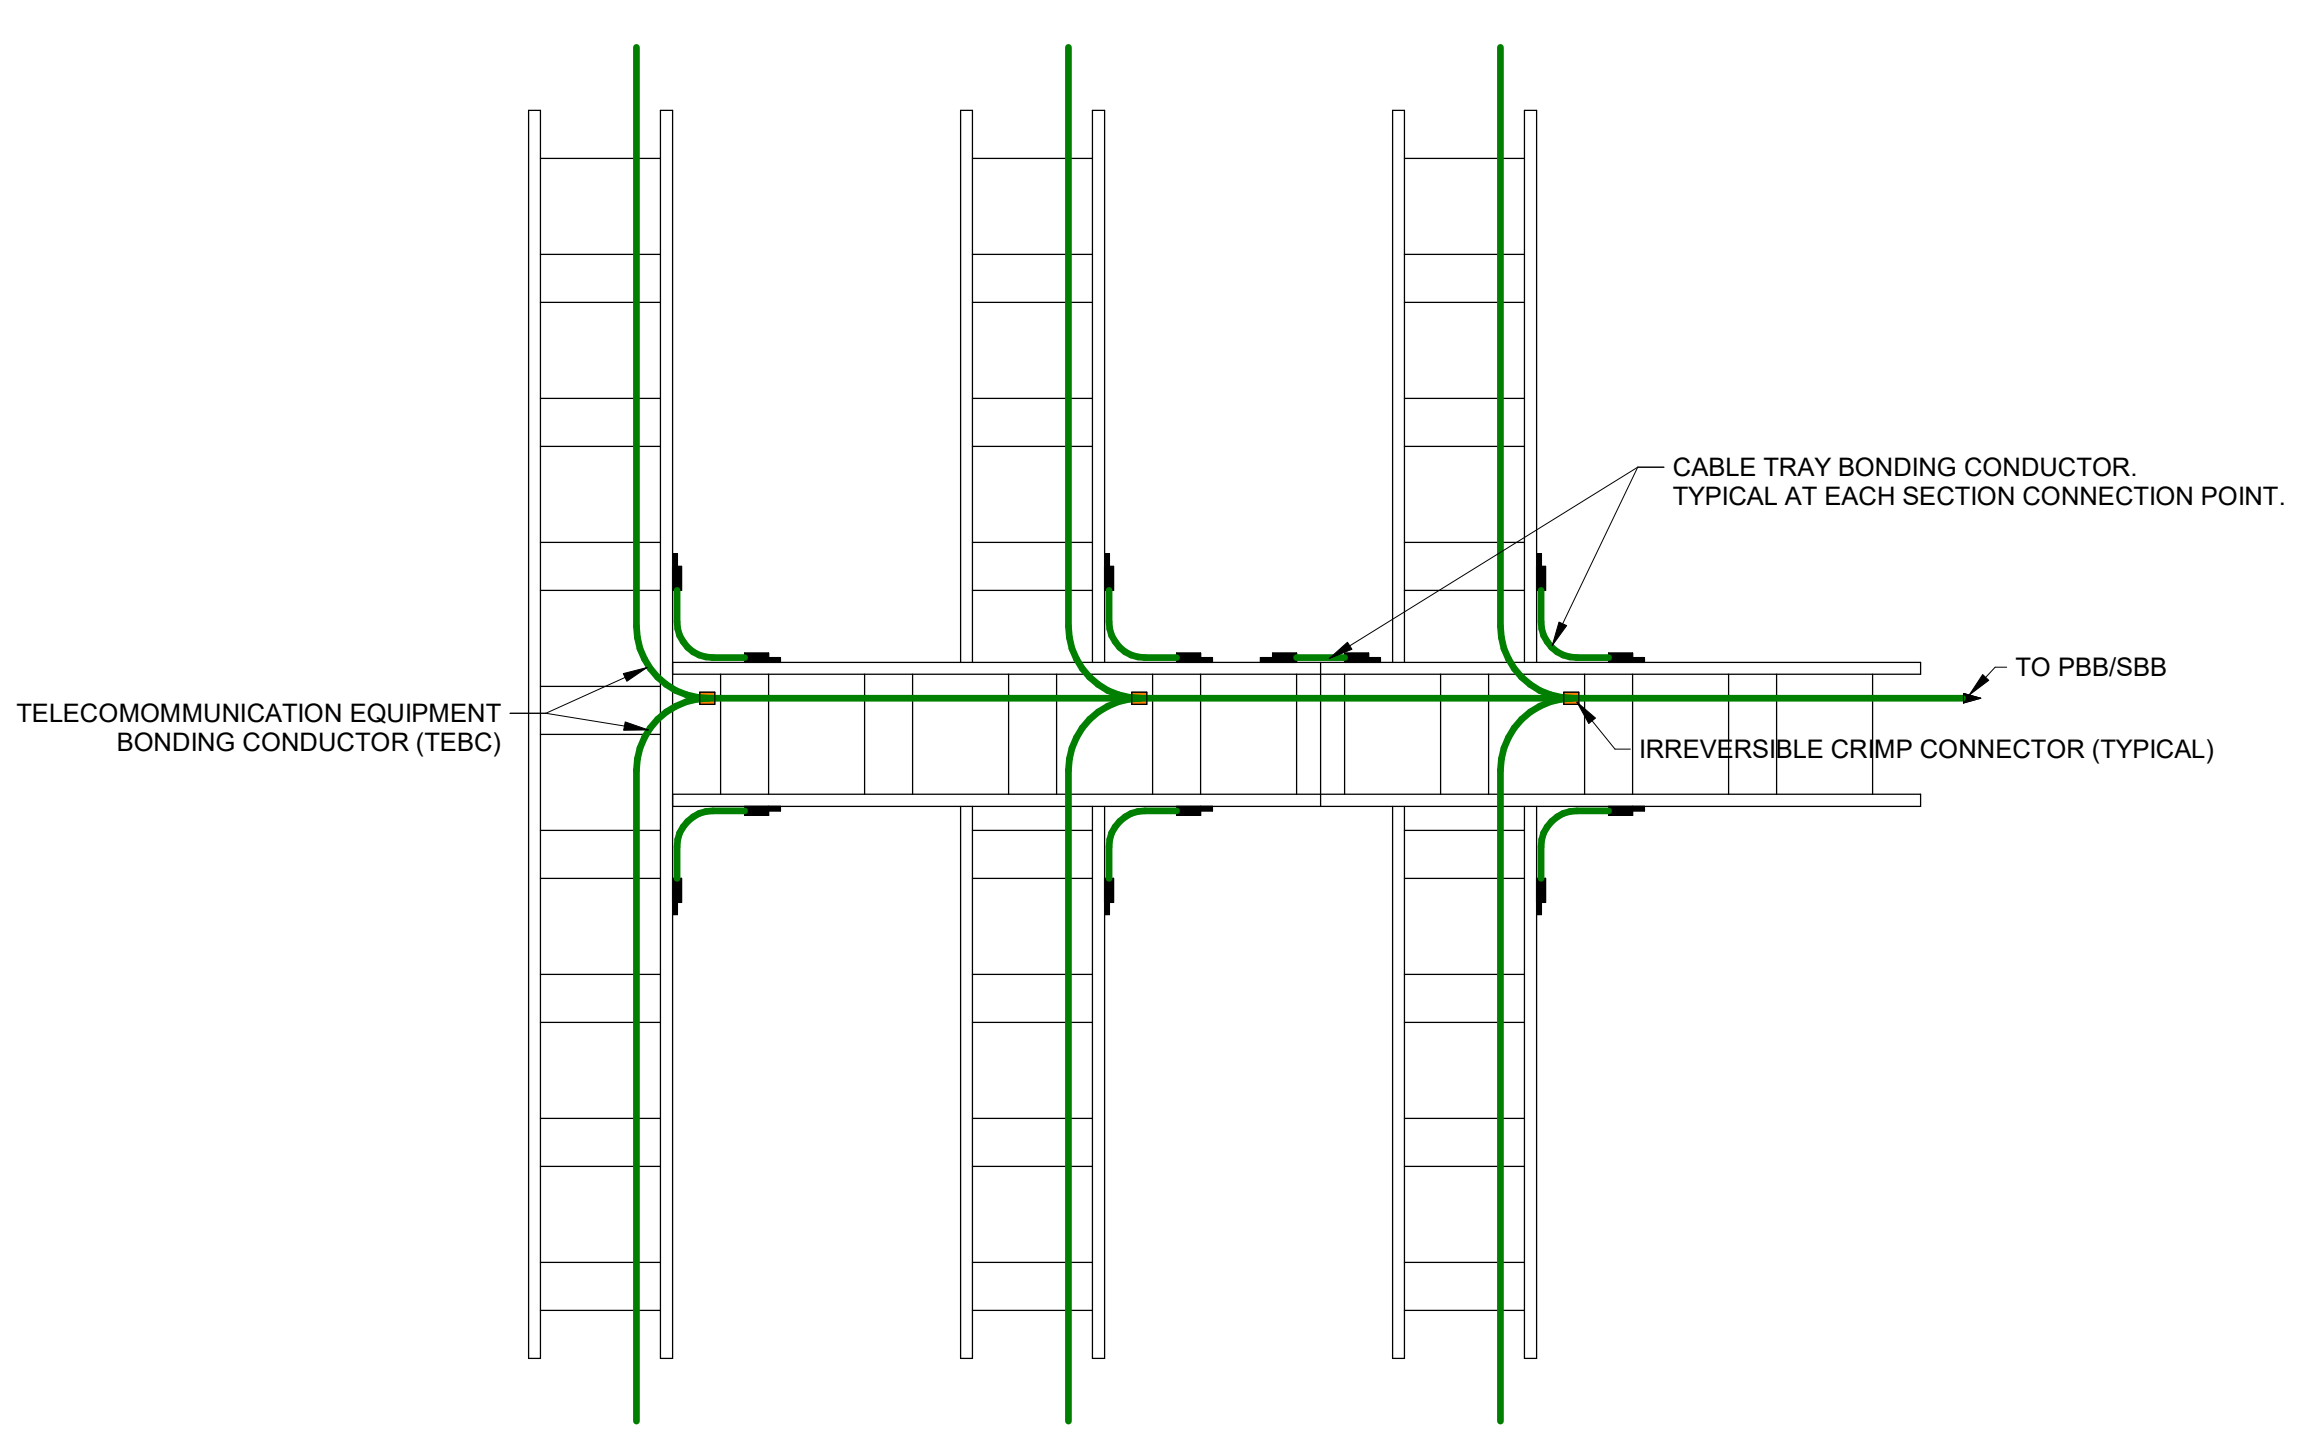 CABLE TRAY BONDING CONDUCTOR.
TYPICAL AT EACH SECTION CONNECTION POINT.
TO PBB/SBB
TELECOMOMMUNICATION EQUIPMENT
BONDING CONDUCTOR (TEBC)
IRREVERSIBLE CRIMP CONNECTOR (TYPICAL)